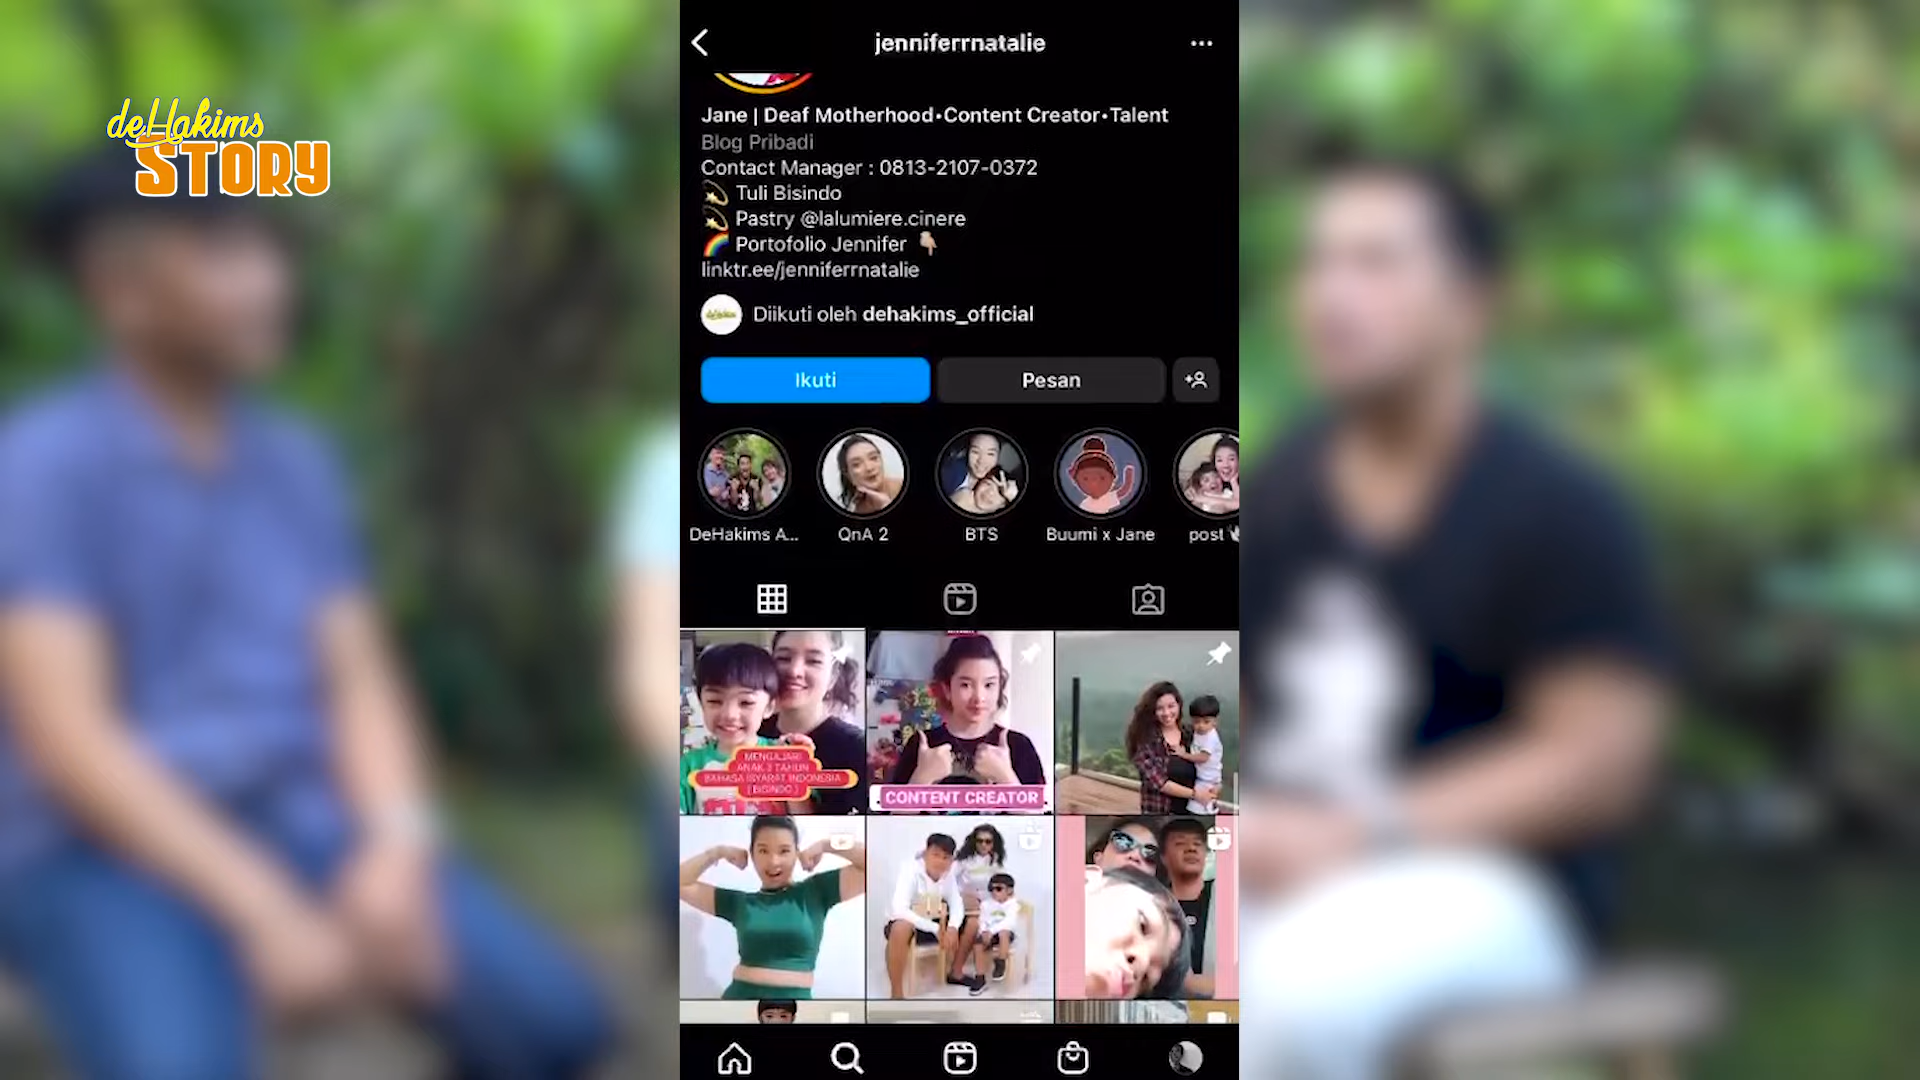 deHakims
STORY
jenniferrnatalie
Jane | Deaf Motherhood•Content Creator•Talent
Blog Pribadi
Contact Manager : 0813-2107-0372
Tuli Bisindo
Pastry @lalumiere.cinere
Portofolio Jennifer
linktr.ee/jenniferrnatalie
Diikuti oleh dehakims_official
Ikuti
Pesan
DeHakims A...
QnA 2
BTS
Buumi x Jane
post
MENGAJARI
ANAK 3 TAHUN
BAHASA ISYARAT INDONESIA
( BISINDO )
CONTENT CREATOR